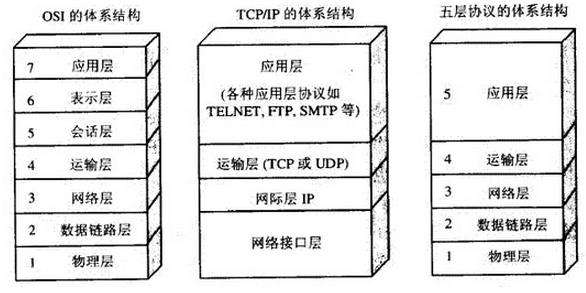 OSI 的体系结构
7 应用层
6 表示层
5 会话层
4 运输层
3 网络层
2 数据链路层
1 物理层
TCP/IP 的体系结构
应用层
(各种应用层协议如
TELNET, FTP, SMTP 等)
运输层 (TCP 或 UDP)
网际层 IP
网络接口层
五层协议的体系结构
5 应用层
4 运输层
3 网络层
2 数据链路层
1 物理层